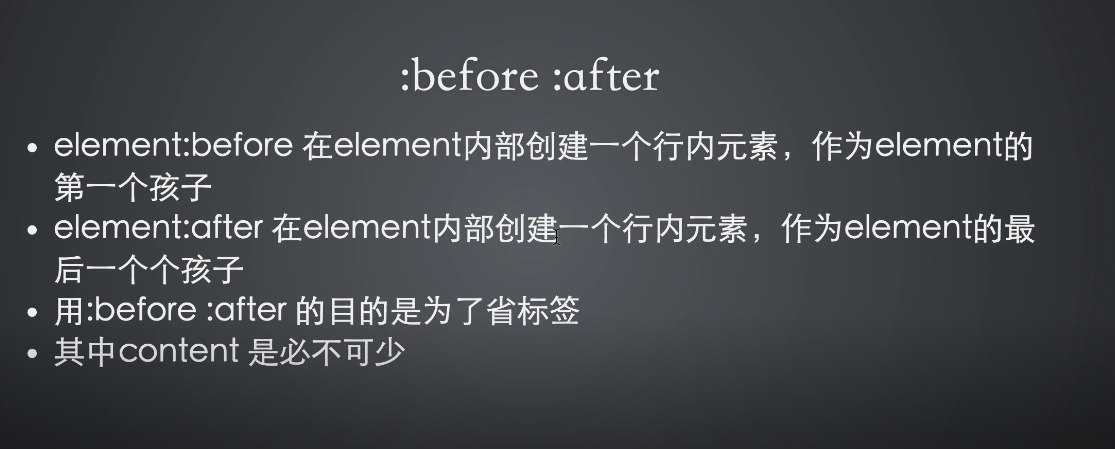 :before :after
• element:before 在element内部创建一个行内元素，作为element的
第一个孩子
• element:after 在element内部创建一个行内元素，作为element的最
后一个个孩子
• 用:before :after 的目的是为了省标签
• 其中content 是必不可少